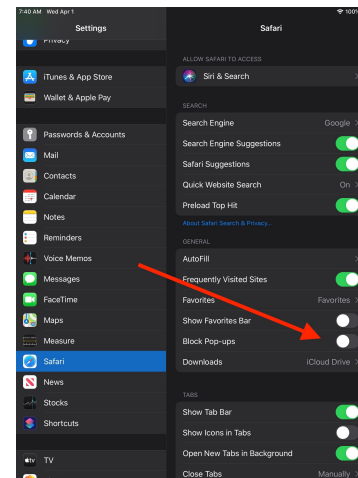 7:40 AM Wed Apr 1
100%
Settings
Privacy
iTunes & App Store
Wallet & Apple Pay
Passwords & Accounts
Mail
Contacts
Calendar
Notes
Reminders
Voice Memos
Messages
FaceTime
Maps
Measure
Safari
News
Stocks
Shortcuts
tv
TV
Safari
ALLOW SAFARI TO ACCESS
Siri & Search
SEARCH
Search Engine Google
Search Engine Suggestions
Safari Suggestions
Quick Website Search On
Preload Top Hit
About Safari Search & Privacy...
GENERAL
AutoFill
Frequently Visited Sites
Favorites Favorites
Show Favorites Bar
Block Pop-ups
Downloads iCloud Drive
TABS
Show Tab Bar
Show Icons in Tabs
Open New Tabs in Background
Close Tabs Manually